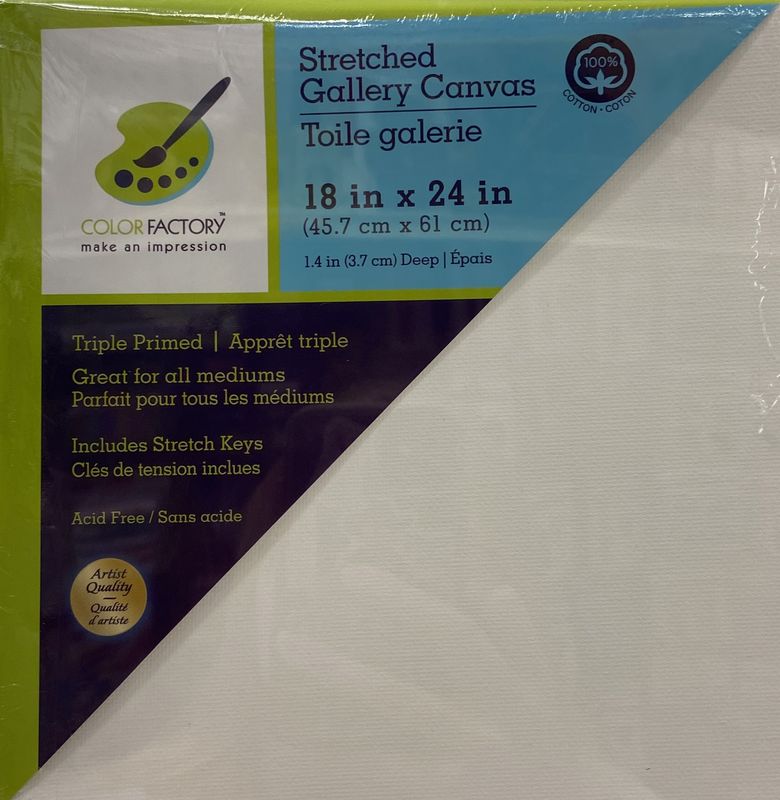 COLOR FACTORY™
make an impression
Stretched
Gallery Canvas
Toile galerie
100%
COTTON • COTON
18 in x 24 in
(45.7 cm x 61 cm)
1.4 in (3.7 cm) Deep | Épais
Triple Primed | Apprêt triple
Great for all mediums
Parfait pour tous les médiums
Includes Stretch Keys
Clés de tension inclues
Acid Free / Sans acide
Artist
Quality
Qualité
d'artiste